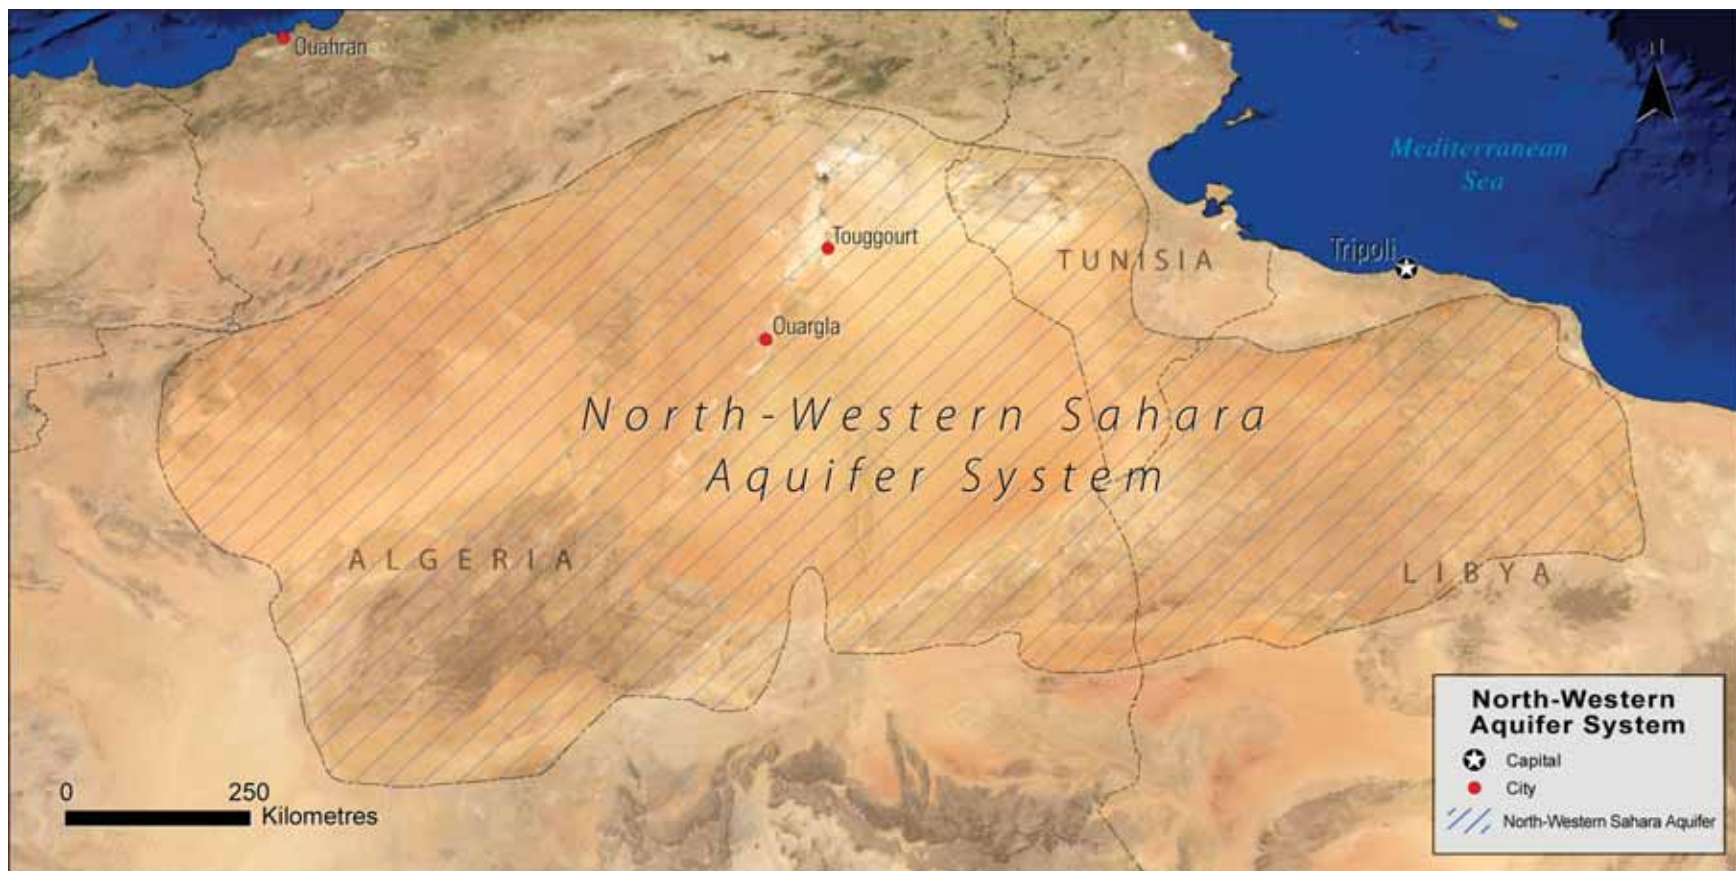 Ouahran
N
Mediterranean
Sea
Touggourt
TUNISIA
Tripoli
Ouargla
North-Western Sahara
Aquifer System
ALGERIA
LIBYA
0 250
Kilometres
North-Western
Aquifer System
Capital
City
North-Western Sahara Aquifer